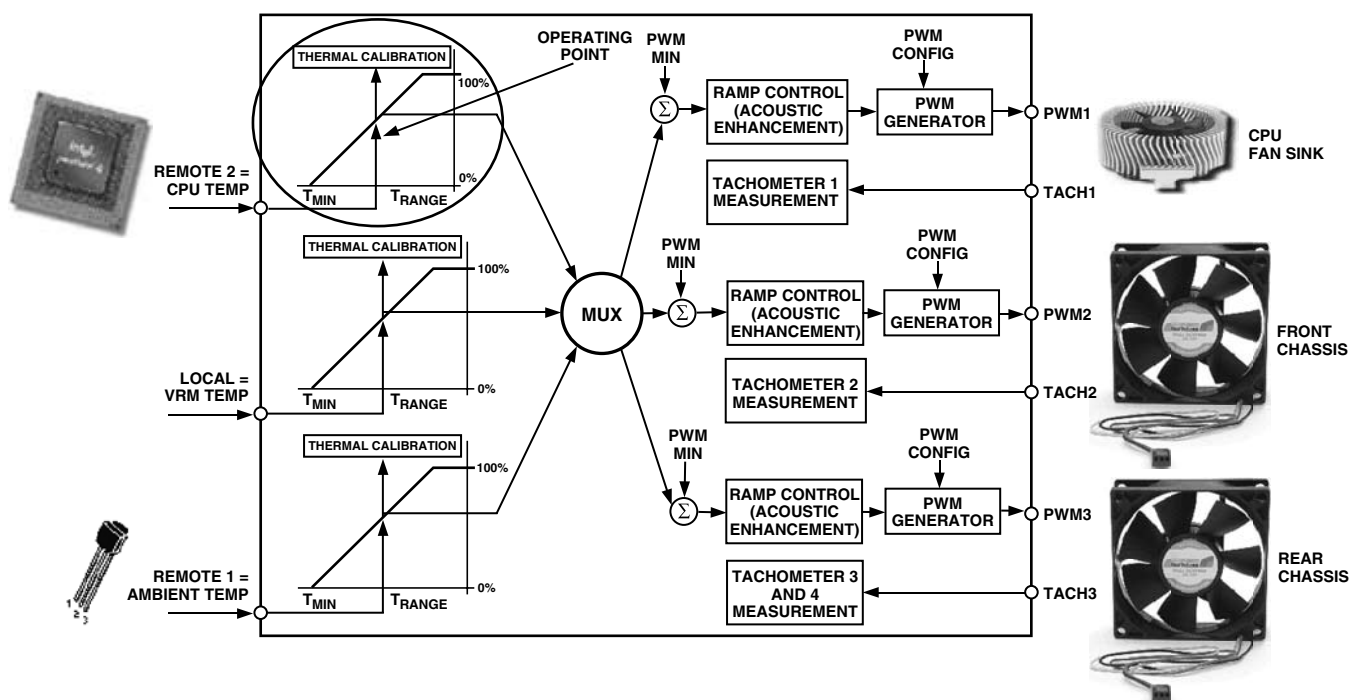 THERMAL CALIBRATION
100%
0%
TMIN
TRANGE
OPERATING
POINT
REMOTE 2 =
CPU TEMP
intel
pentium 4
PWM
MIN
Σ
RAMP CONTROL
(ACOUSTIC
ENHANCEMENT)
PWM
CONFIG
PWM
GENERATOR
PWM1
CPU
FAN SINK
TACHOMETER 1
MEASUREMENT
TACH1
THERMAL CALIBRATION
100%
0%
TMIN
TRANGE
LOCAL =
VRM TEMP
MUX
PWM
MIN
Σ
RAMP CONTROL
(ACOUSTIC
ENHANCEMENT)
PWM
CONFIG
PWM
GENERATOR
PWM2
FRONT
CHASSIS
TACHOMETER 2
MEASUREMENT
TACH2
THERMAL CALIBRATION
100%
0%
TMIN
TRANGE
REMOTE 1 =
AMBIENT TEMP
1
2
3
PWM
MIN
Σ
RAMP CONTROL
(ACOUSTIC
ENHANCEMENT)
PWM
CONFIG
PWM
GENERATOR
PWM3
REAR
CHASSIS
TACHOMETER 3
AND 4
MEASUREMENT
TACH3